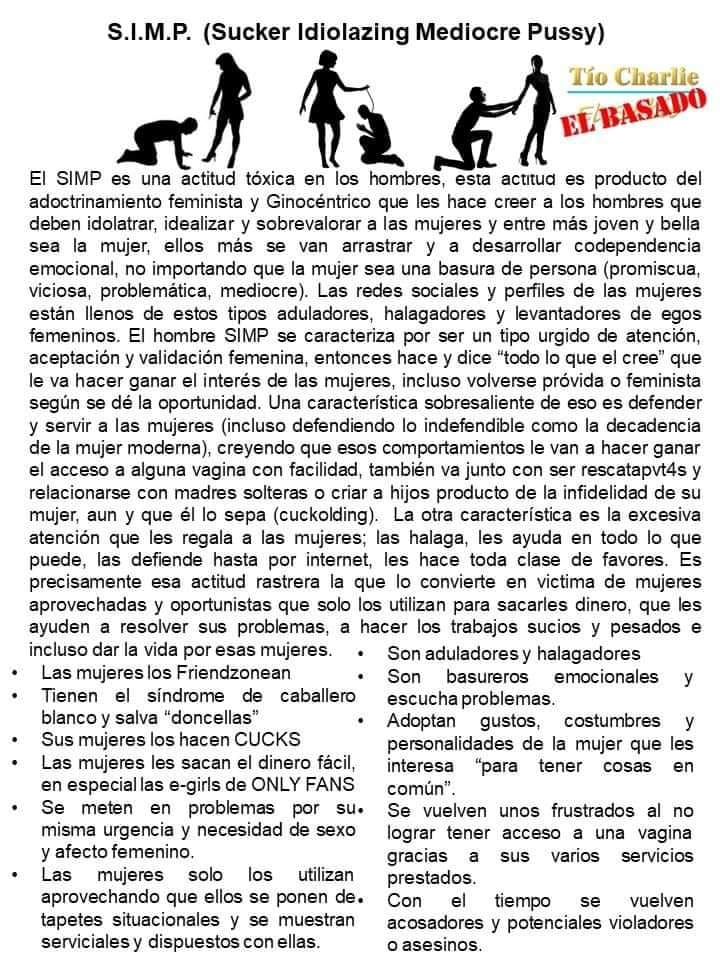 S.I.M.P. (Sucker Idiolazing Mediocre Pussy)
Tío Charlie
EL BASADO
El SIMP es una actitud tóxica en los hombres, esta actitud es producto del
adoctrinamiento feminista y Ginocéntrico que les hace creer a los hombres que
deben idolatrar, idealizar y sobrevalorar a las mujeres y entre más joven y bella
sea la mujer, ellos más se van arrastrar y a desarrollar codependencia
emocional, no importando que la mujer sea una basura de persona (promiscua,
viciosa, problemática, mediocre). Las redes sociales y perfiles de las mujeres
están llenos de estos tipos aduladores, halagadores y levantadores de egos
femeninos. El hombre SIMP se caracteriza por ser un tipo urgido de atención,
aceptación y validación femenina, entonces hace y dice “todo lo que el cree” que
le va hacer ganar el interés de las mujeres, incluso volverse próvida o feminista
según se dé la oportunidad. Una característica sobresaliente de eso es defender
y servir a las mujeres (incluso defendiendo lo indefendible como la decadencia
de la mujer moderna), creyendo que esos comportamientos le van a hacer ganar
el acceso a alguna vagina con facilidad, también va junto con ser rescatapvt4s y
relacionarse con madres solteras o criar a hijos producto de la infidelidad de su
mujer, aun y que él lo sepa (cuckolding). La otra característica es la excesiva
atención que les regala a las mujeres; las halaga, les ayuda en todo lo que
puede, las defiende hasta por internet, les hace toda clase de favores. Es
precisamente esa actitud rastrera la que lo convierte en victima de mujeres
aprovechadas y oportunistas que solo los utilizan para sacarles dinero, que les
ayuden a resolver sus problemas, a hacer los trabajos sucios y pesados e
incluso dar la vida por esas mujeres.
• Las mujeres los Friendzonean
• Tienen el síndrome de caballero
blanco y salva “doncellas”
• Sus mujeres los hacen CUCKS
• Las mujeres les sacan el dinero fácil,
en especial las e-girls de ONLY FANS
• Se meten en problemas por su
misma urgencia y necesidad de sexo
y afecto femenino.
• Las mujeres solo los utilizan
aprovechando que ellos se ponen de
tapetes situacionales y se muestran
serviciales y dispuestos con ellas.
• Son aduladores y halagadores
• Son basureros emocionales y
escucha problemas.
• Adoptan gustos, costumbres y
personalidades de la mujer que les
interesa “para tener cosas en
común”.
• Se vuelven unos frustrados al no
lograr tener acceso a una vagina
gracias a sus varios servicios
prestados.
• Con el tiempo se vuelven
acosadores y potenciales violadores
o asesinos.